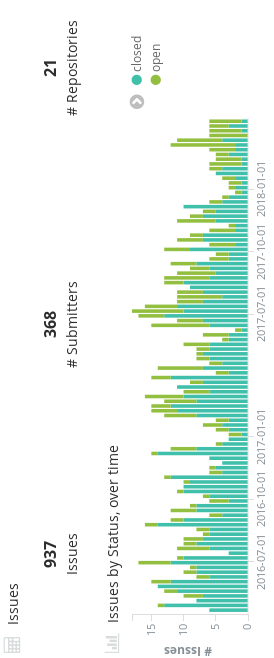 Issues
937
368
21
Issues
# Submitters
# Repositories
Issues by Status, over time
closed
open
# Issues
15
10
5
0
2016-07-01
2016-10-01
2017-01-01
2017-07-01
2017-10-01
2018-01-01